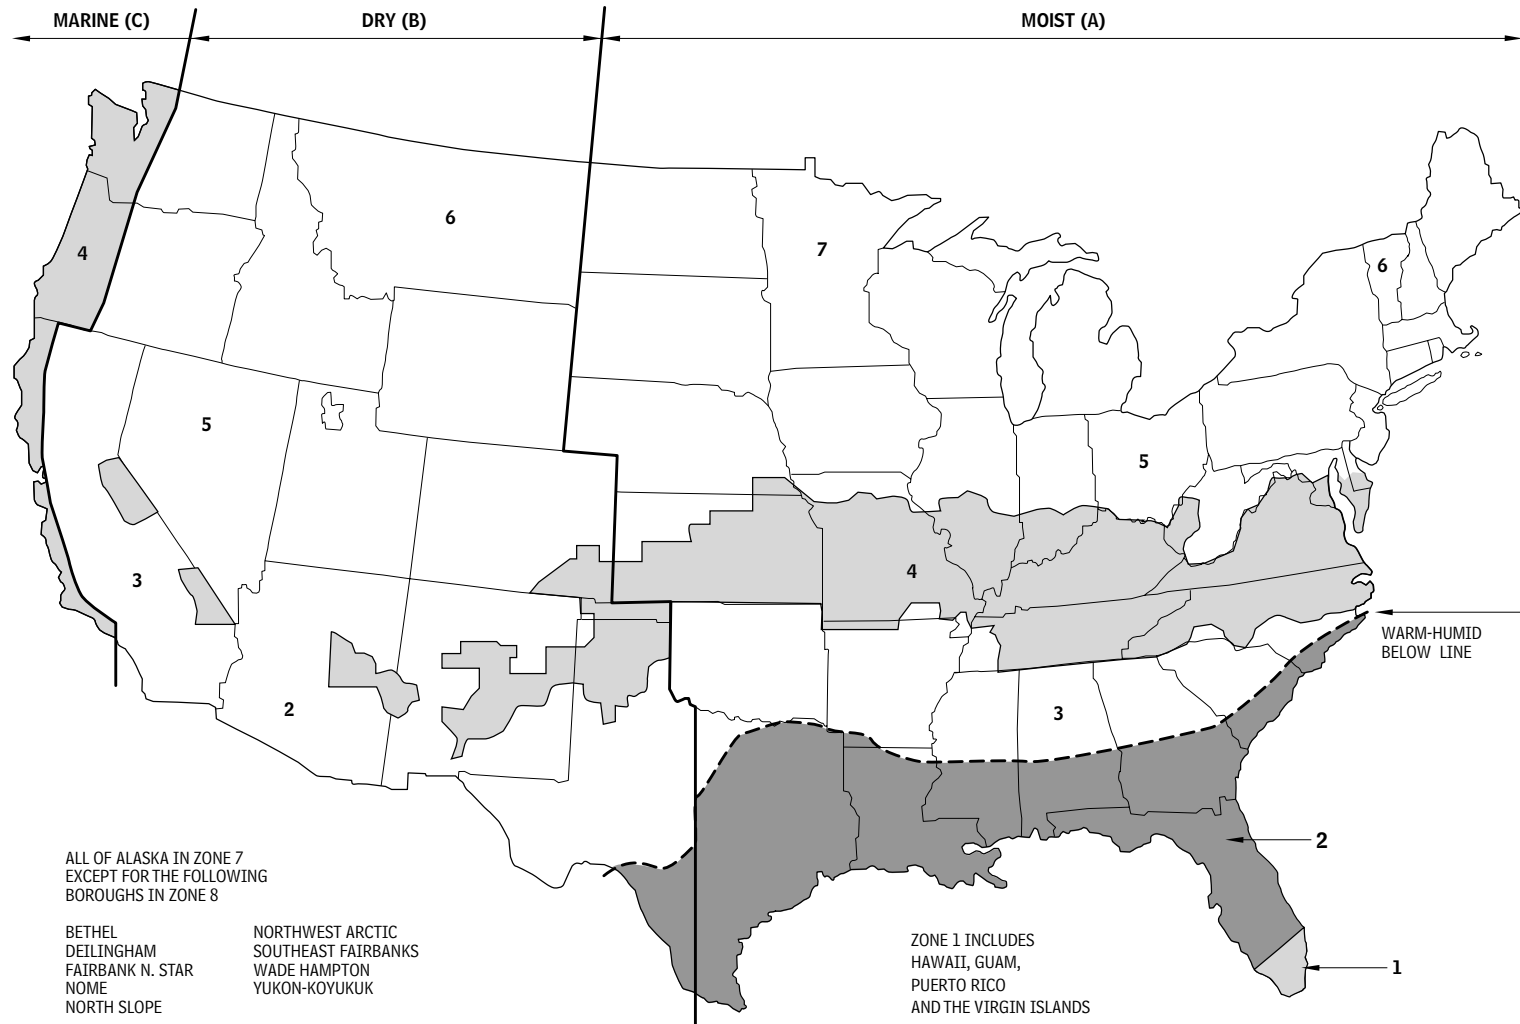 MARINE (C)
DRY (B)
MOIST (A)
6
7
6
4
5
5
3
4
WARM-HUMID
BELOW LINE
2
3
2
1
ALL OF ALASKA IN ZONE 7
EXCEPT FOR THE FOLLOWING
BOROUGHS IN ZONE 8
BETHEL
DEILINGHAM
FAIRBANK N. STAR
NOME
NORTH SLOPE
NORTHWEST ARCTIC
SOUTHEAST FAIRBANKS
WADE HAMPTON
YUKON-KOYUKUK
ZONE 1 INCLUDES
HAWAII, GUAM,
PUERTO RICO
AND THE VIRGIN ISLANDS